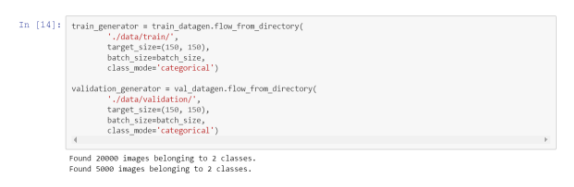 In [14]: train_generator = train_datagen.flow_from_directory(
'./data/train/',
target_size=(150, 150),
batch_size=batch_size,
class_mode='categorical')
validation_generator = val_datagen.flow_from_directory(
'./data/validation/',
target_size=(150, 150),
batch_size=batch_size,
class_mode='categorical')
Found 20000 images belonging to 2 classes.
Found 5000 images belonging to 2 classes.